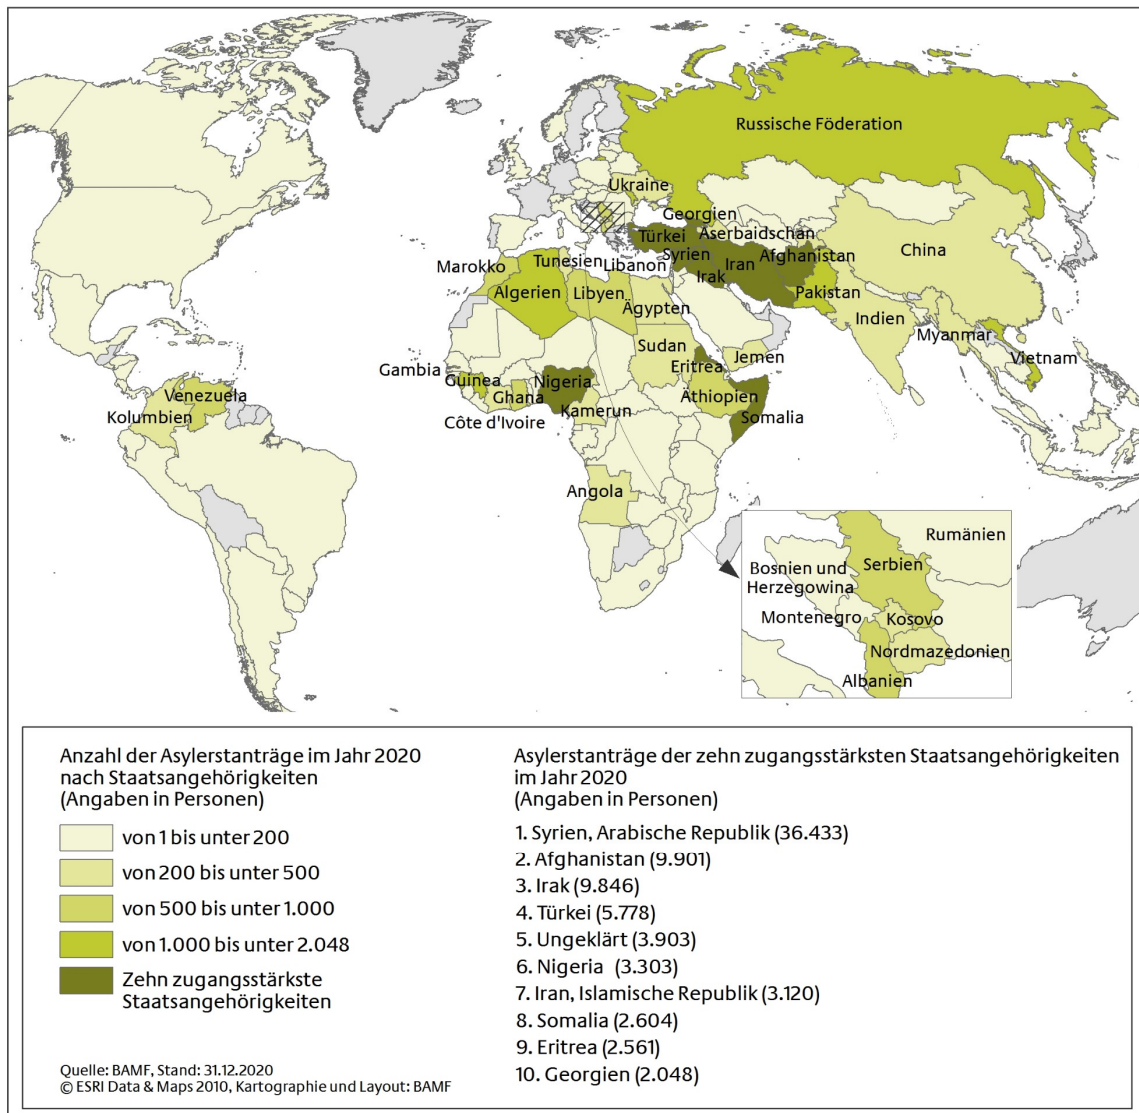 Russische Föderation
Ukraine
Georgien
Aserbaidschan
Türkei
Syrien
Iran
Afghanistan
China
Marokko
Tunesien
Libanon
Irak
Algerien
Libyen
Ägypten
Pakistan
Indien
Myanmar
Vietnam
Sudan
Jemen
Eritrea
Gambia
Guinea
Ghana
Nigeria
Äthiopien
Kamerun
Somalia
Côte d'Ivoire
Venezuela
Kolumbien
Angola
Rumänien
Serbien
Bosnien und
Herzegowina
Montenegro
Kosovo
Nordmazedonien
Albanien
Anzahl der Asylerstanträge im Jahr 2020
nach Staatsangehörigkeiten
(Angaben in Personen)
von 1 bis unter 200
von 200 bis unter 500
von 500 bis unter 1.000
von 1.000 bis unter 2.048
Zehn zugangsstärkste
Staatsangehörigkeiten
Quelle: BAMF, Stand: 31.12.2020
© ESRI Data & Maps 2010, Kartographie und Layout: BAMF
Asylerstanträge der zehn zugangsstärksten Staatsangehörigkeiten
im Jahr 2020
(Angaben in Personen)
1. Syrien, Arabische Republik (36.433)
2. Afghanistan (9.901)
3. Irak (9.846)
4. Türkei (5.778)
5. Ungeklärt (3.903)
6. Nigeria (3.303)
7. Iran, Islamische Republik (3.120)
8. Somalia (2.604)
9. Eritrea (2.561)
10. Georgien (2.048)